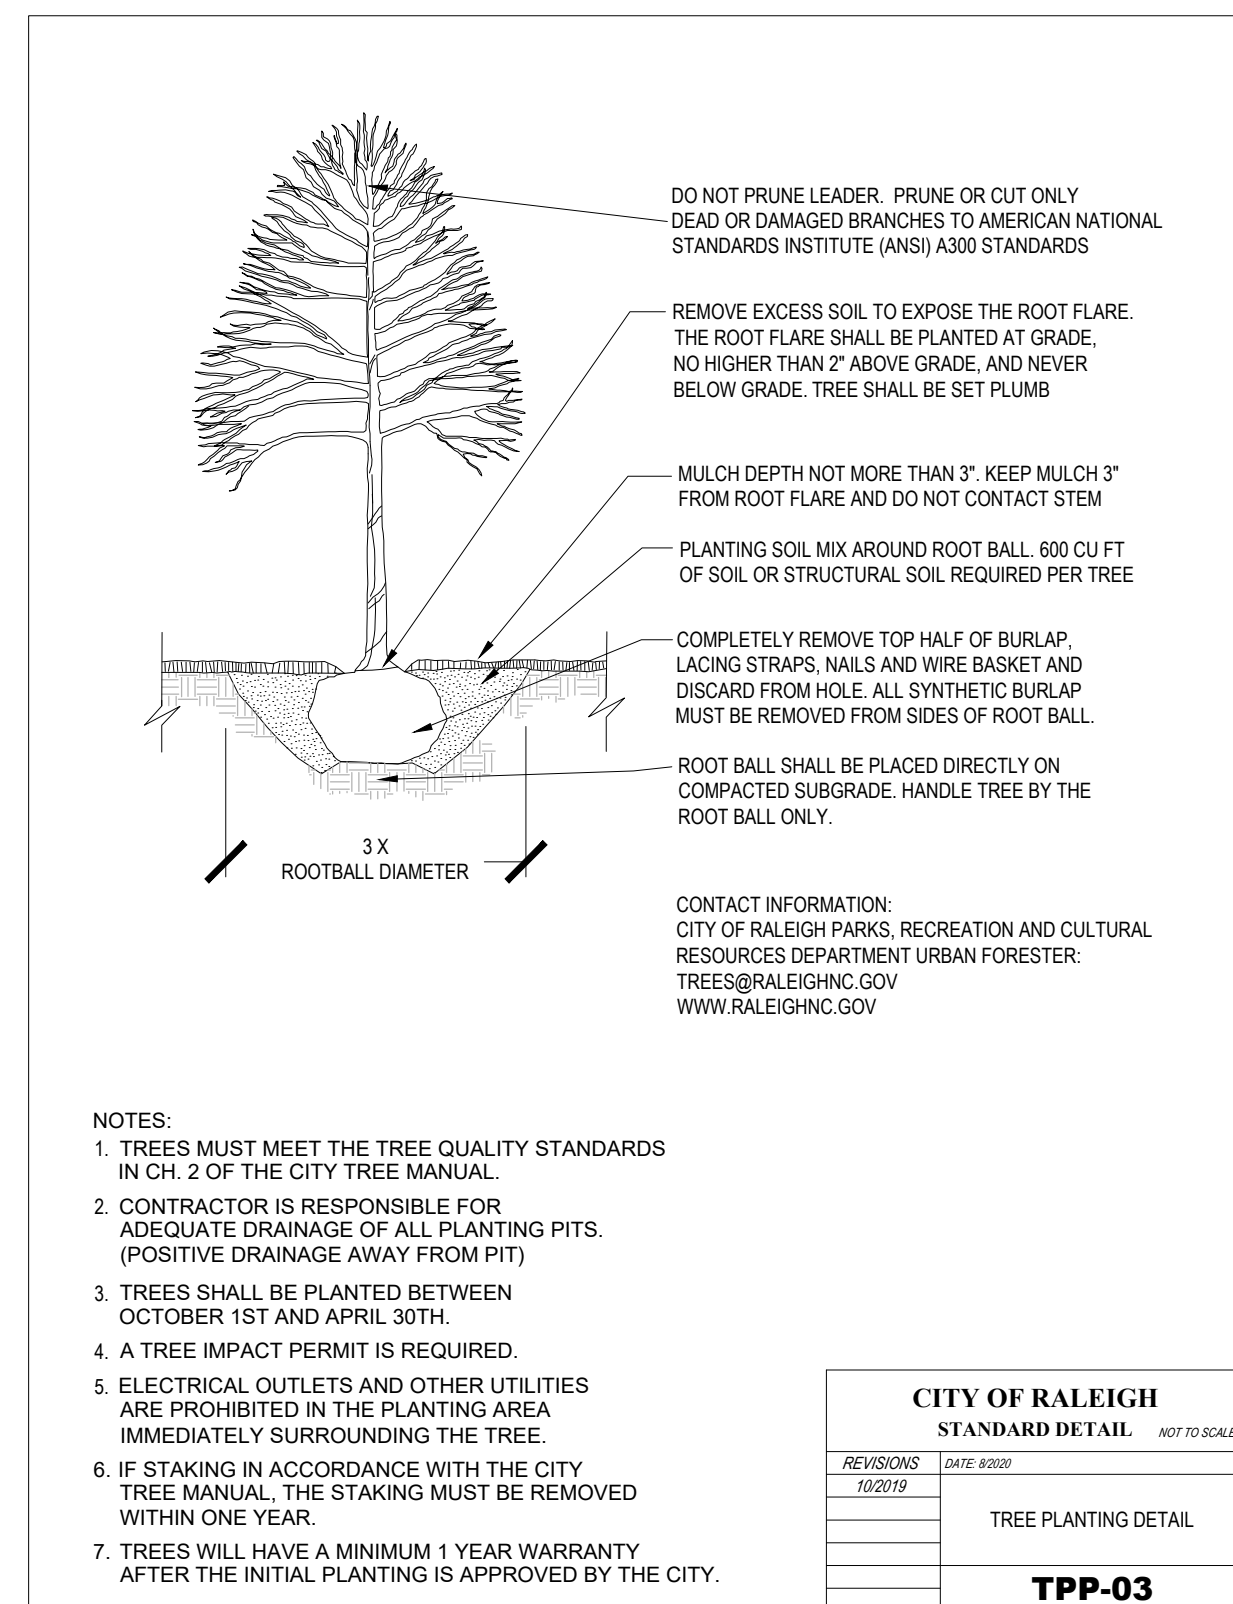 DO NOT PRUNE LEADER. PRUNE OR CUT ONLY
DEAD OR DAMAGED BRANCHES TO AMERICAN NATIONAL
STANDARDS INSTITUTE (ANSI) A300 STANDARDS
REMOVE EXCESS SOIL TO EXPOSE THE ROOT FLARE.
THE ROOT FLARE SHALL BE PLANTED AT GRADE,
NO HIGHER THAN 2" ABOVE GRADE, AND NEVER
BELOW GRADE. TREE SHALL BE SET PLUMB
MULCH DEPTH NOT MORE THAN 3". KEEP MULCH 3"
FROM ROOT FLARE AND DO NOT CONTACT STEM
PLANTING SOIL MIX AROUND ROOT BALL. 600 CU FT
OF SOIL OR STRUCTURAL SOIL REQUIRED PER TREE
COMPLETELY REMOVE TOP HALF OF BURLAP,
LACING STRAPS, NAILS AND WIRE BASKET AND
DISCARD FROM HOLE. ALL SYNTHETIC BURLAP
MUST BE REMOVED FROM SIDES OF ROOT BALL.
ROOT BALL SHALL BE PLACED DIRECTLY ON
COMPACTED SUBGRADE. HANDLE TREE BY THE
ROOT BALL ONLY.
3 X
ROOTBALL DIAMETER
CONTACT INFORMATION:
CITY OF RALEIGH PARKS, RECREATION AND CULTURAL
RESOURCES DEPARTMENT URBAN FORESTER:
TREES@RALEIGHNC.GOV
WWW.RALEIGHNC.GOV
NOTES:
1. TREES MUST MEET THE TREE QUALITY STANDARDS
IN CH. 2 OF THE CITY TREE MANUAL.
2. CONTRACTOR IS RESPONSIBLE FOR
ADEQUATE DRAINAGE OF ALL PLANTING PITS.
(POSITIVE DRAINAGE AWAY FROM PIT)
3. TREES SHALL BE PLANTED BETWEEN
OCTOBER 1ST AND APRIL 30TH.
4. A TREE IMPACT PERMIT IS REQUIRED.
5. ELECTRICAL OUTLETS AND OTHER UTILITIES
ARE PROHIBITED IN THE PLANTING AREA
IMMEDIATELY SURROUNDING THE TREE.
6. IF STAKING IN ACCORDANCE WITH THE CITY
TREE MANUAL, THE STAKING MUST BE REMOVED
WITHIN ONE YEAR.
7. TREES WILL HAVE A MINIMUM 1 YEAR WARRANTY
AFTER THE INITIAL PLANTING IS APPROVED BY THE CITY.
CITY OF RALEIGH
STANDARD DETAIL NOT TO SCALE
REVISIONS DATE: 8/2020
10/2019
TREE PLANTING DETAIL
TPP-03